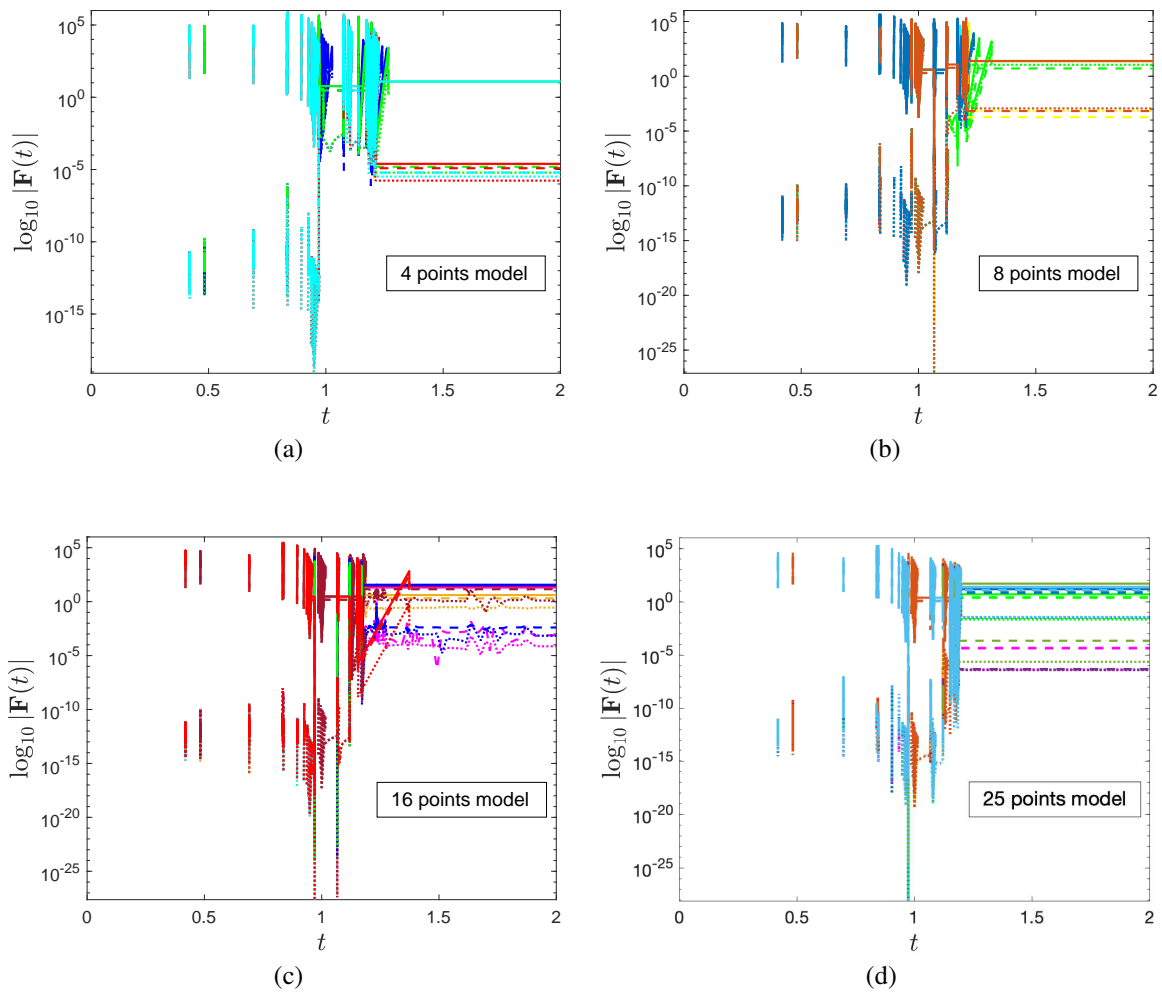 10^5
10^0
10^-5
10^-10
10^-15
log10 |F(t)|
4 points model
0 0.5 1 1.5 2
t
(a)
10^5
10^0
10^-5
10^-10
10^-15
10^-20
10^-25
log10 |F(t)|
8 points model
0 0.5 1 1.5 2
t
(b)
10^5
10^0
10^-5
10^-10
10^-15
10^-20
10^-25
log10 |F(t)|
16 points model
0 0.5 1 1.5 2
t
(c)
10^5
10^0
10^-5
10^-10
10^-15
10^-20
10^-25
log10 |F(t)|
25 points model
0 0.5 1 1.5 2
t
(d)